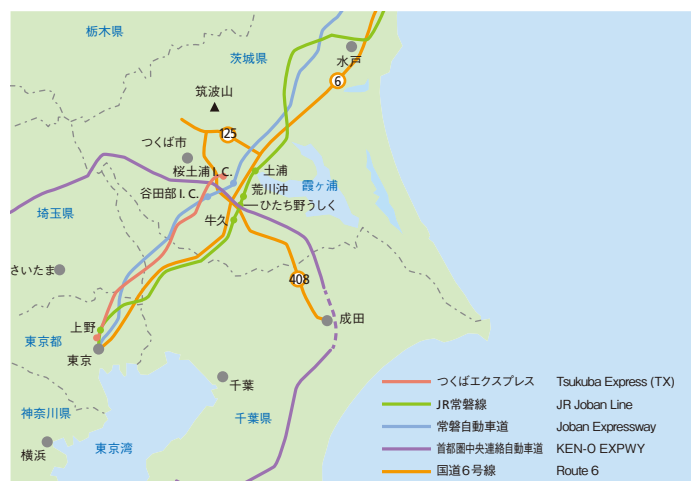 栃木県
茨城県
水戸
6
筑波山
125
つくば市
桜土浦I.C.
土浦
霞ヶ浦
谷田部I.C.
荒川沖
ひたち野うしく
埼玉県
牛久
さいたま
408
成田
上野
東京都
東京
千葉
神奈川県
千葉県
横浜
東京湾
つくばエクスプレス Tsukuba Express (TX)
JR常磐線 JR Joban Line
常磐自動車道 Joban Expressway
首都圏中央連絡自動車道 KEN-O EXPWY
国道6号線 Route 6